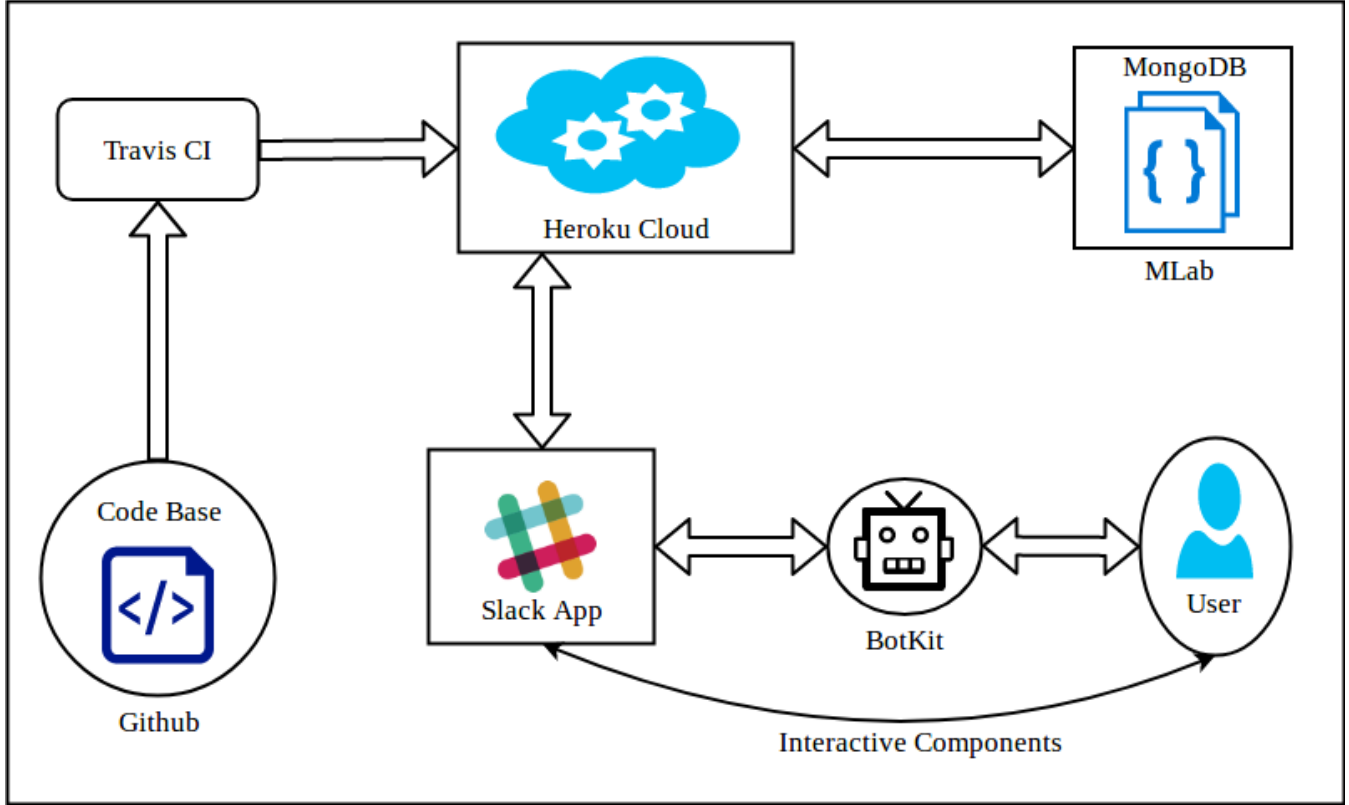 MongoDB
Travis CI
Heroku Cloud
{ }
MLab
Code Base
</>
Github
Slack App
User
BotKit
Interactive Components